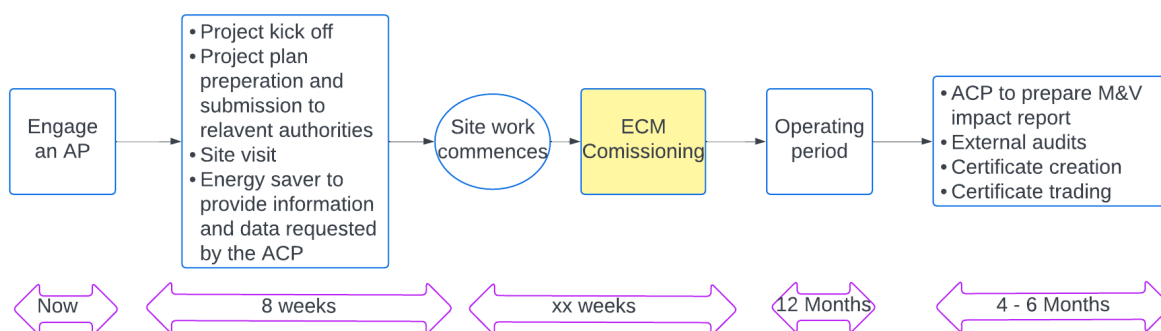 Engage
an AP
• Project kick off
• Project plan
preperation and
submission to
relavent authorities
• Site visit
• Energy saver to
provide information
and data requested
by the ACP
Site work
commences
ECM
Comissioning
Operating
period
• ACP to prepare M&V
impact report
• External audits
• Certificate creation
• Certificate trading
Now
8 weeks
xx weeks
12 Months
4 - 6 Months